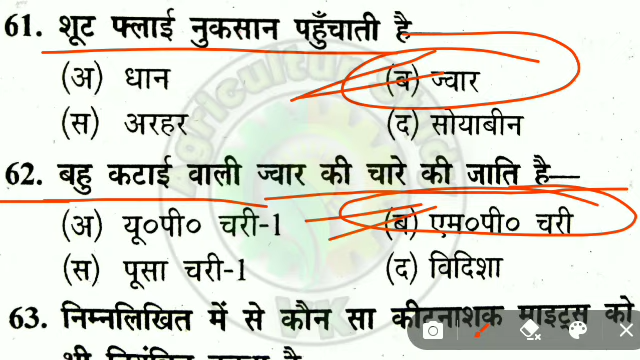 61. शूट फ्लाई नुकसान पहुँचाती है—
(अ) धान (ब) ज्वार
(स) अरहर (द) सोयाबीन
62. बहु कटाई वाली ज्वार की चारे की जाति है—
(अ) यू०पी० चरी-1 (ब) एम०पी० चरी
(स) पूसा चरी-1 (द) विदिशा
63. निम्नलिखित में से कौन सा कीटनाशक माइट्स को